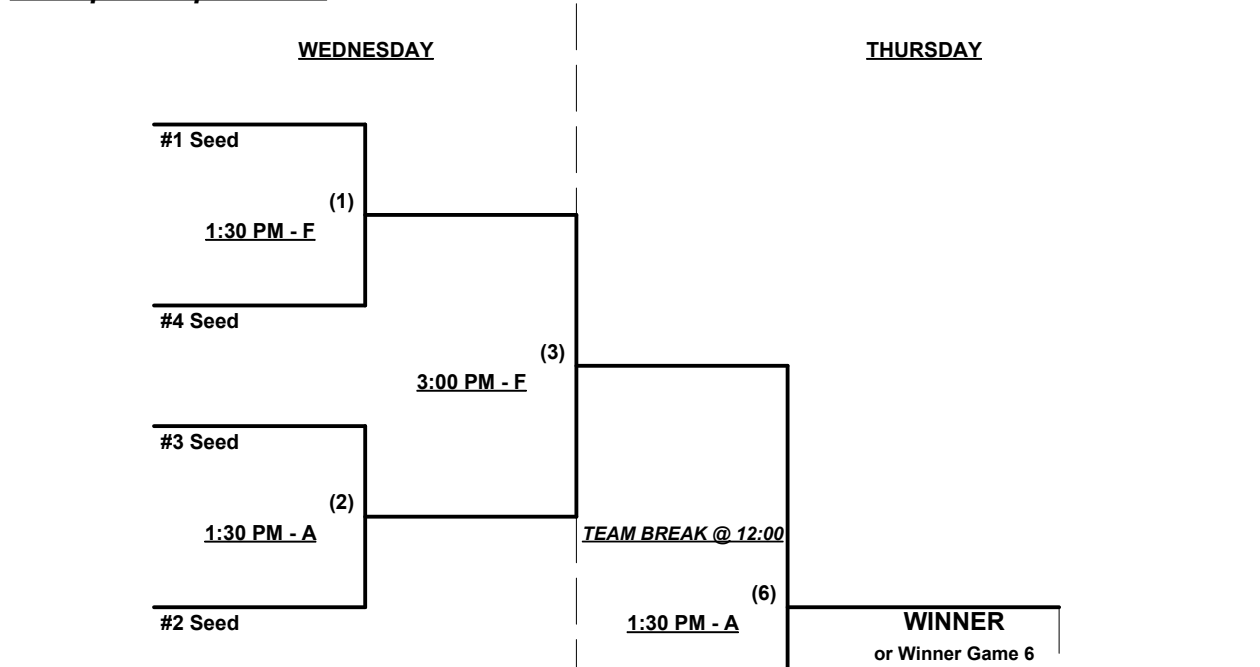 WEDNESDAY
THURSDAY
#1 Seed
(1)
1:30 PM - F
#4 Seed
(3)
3:00 PM - F
#3 Seed
(2)
1:30 PM - A
TEAM BREAK @ 12:00
(6)
#2 Seed
1:30 PM - A
WINNER
or Winner Game 6